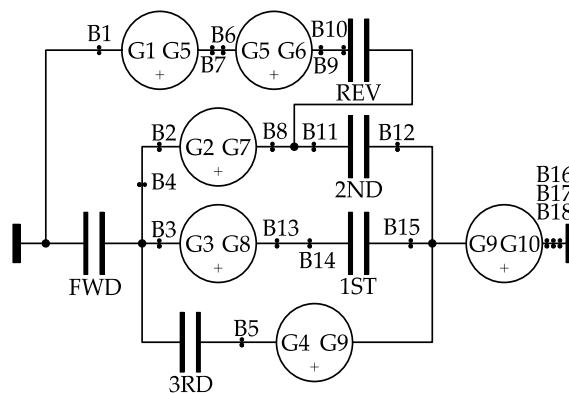 B1
G1 G5
+
B6
B7
G5 G6
+
B10
B9
REV
B2
G2 G7
+
B8
B11
2ND
B12
B4
B16
B17
B18
FWD
B3
G3 G8
+
B13
B14
1ST
B15
G9 G10
+
3RD
B5
G4 G9
+